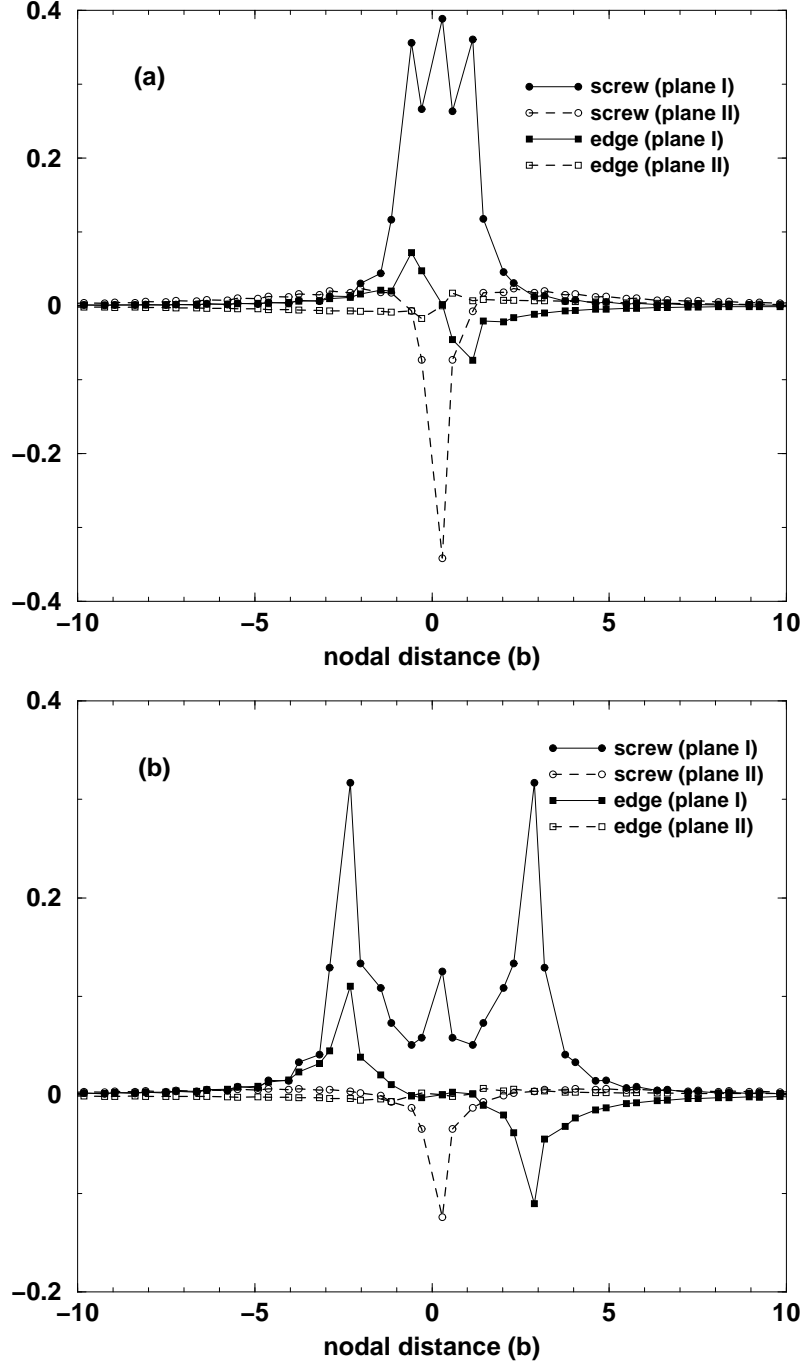 0.4
(a)
screw (plane I)
screw (plane II)
edge (plane I)
edge (plane II)
0.2
0
−0.2
−0.4
−10 −5 0 5 10
nodal distance (b)
0.4
(b)
screw (plane I)
screw (plane II)
edge (plane I)
edge (plane II)
0.2
0
−0.2
−10 −5 0 5 10
nodal distance (b)